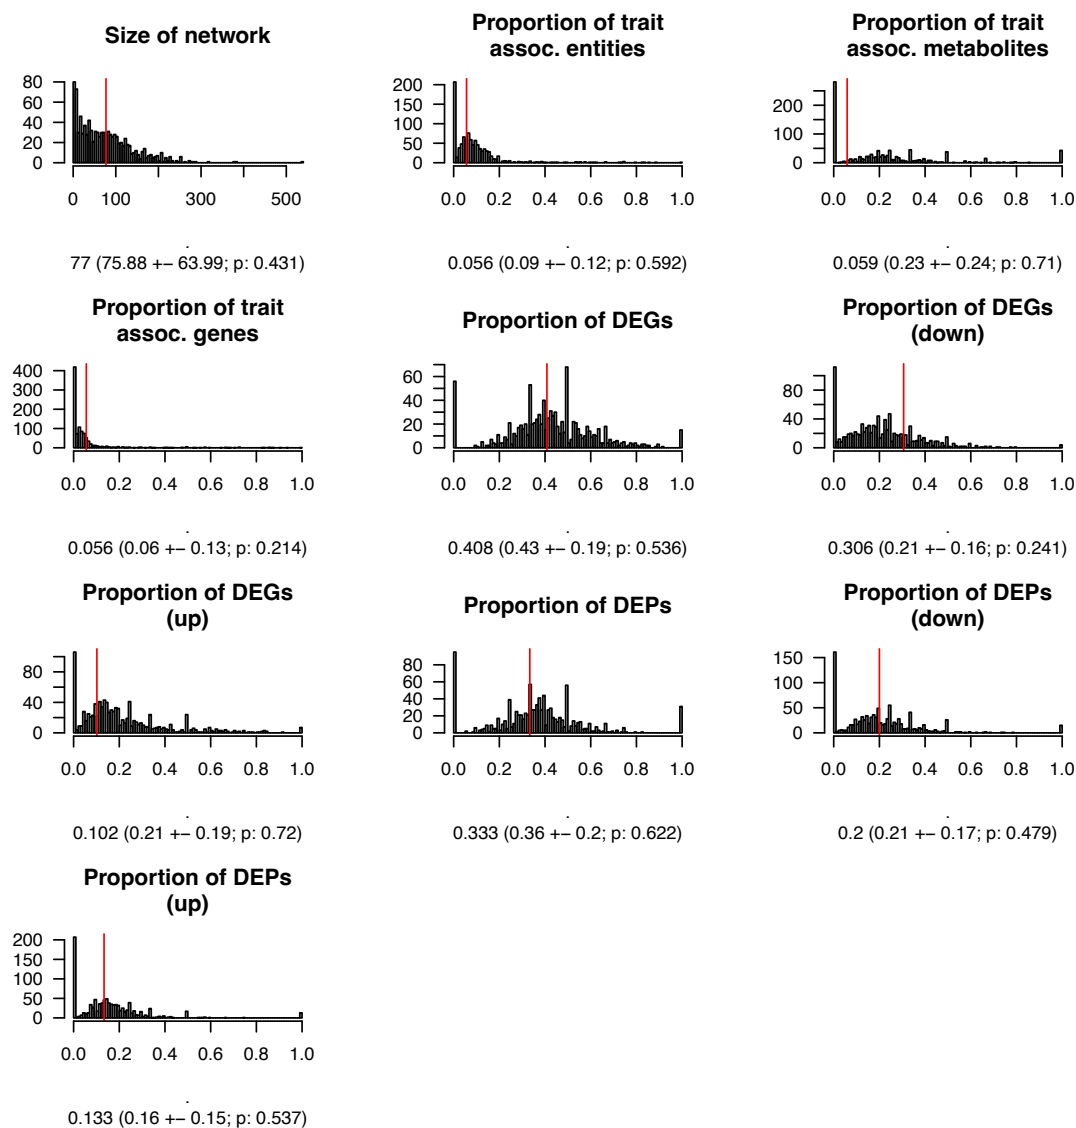 Size of network
80
60
40
20
0
0 100 300 500
.
77 (75.88 +− 63.99; p: 0.431)
Proportion of trait
assoc. entities
200
150
100
50
0
0.0 0.2 0.4 0.6 0.8 1.0
.
0.056 (0.09 +− 0.12; p: 0.592)
Proportion of trait
assoc. metabolites
200
100
0
0.0 0.2 0.4 0.6 0.8 1.0
.
0.059 (0.23 +− 0.24; p: 0.71)
Proportion of trait
assoc. genes
400
300
200
100
0
0.0 0.2 0.4 0.6 0.8 1.0
.
0.056 (0.06 +− 0.13; p: 0.214)
Proportion of DEGs
60
40
20
0
0.0 0.2 0.4 0.6 0.8 1.0
.
0.408 (0.43 +− 0.19; p: 0.536)
Proportion of DEGs
(down)
80
40
0
0.0 0.2 0.4 0.6 0.8 1.0
.
0.306 (0.21 +− 0.16; p: 0.241)
Proportion of DEGs
(up)
80
40
0
0.0 0.2 0.4 0.6 0.8 1.0
.
0.102 (0.21 +− 0.19; p: 0.72)
Proportion of DEPs
80
60
40
20
0
0.0 0.2 0.4 0.6 0.8 1.0
.
0.333 (0.36 +− 0.2; p: 0.622)
Proportion of DEPs
(down)
150
100
50
0
0.0 0.2 0.4 0.6 0.8 1.0
.
0.2 (0.21 +− 0.17; p: 0.479)
Proportion of DEPs
(up)
200
150
100
50
0
0.0 0.2 0.4 0.6 0.8 1.0
.
0.133 (0.16 +− 0.15; p: 0.537)